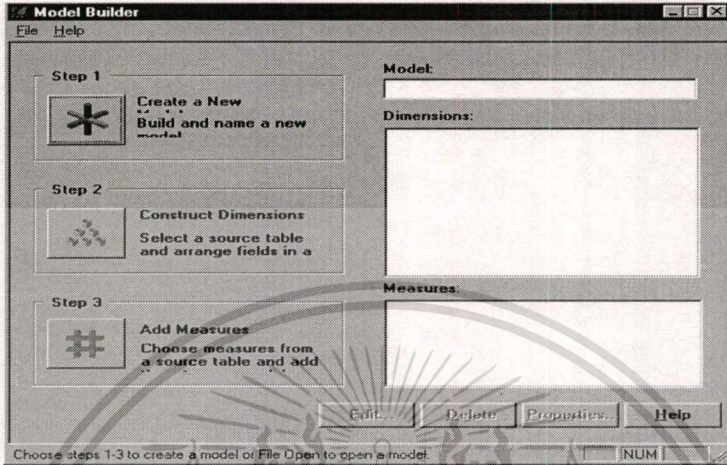 Model Builder
File Help
Step 1
Create a New
Build and name a new
model
Step 2
Construct Dimensions
Select a source table
and arrange fields in a
Step 3
Add Measures
Choose measures from
a source table and add
Model:
Dimensions:
Measures:
Edit... Delete Properties... Help
Choose steps 1-3 to create a model or File Open to open a model. NUM